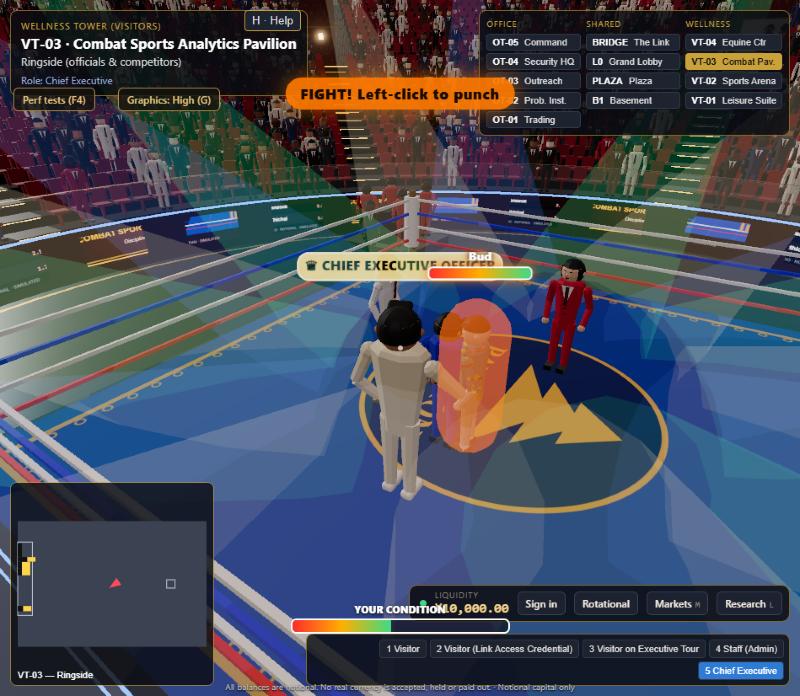 WELLNESS TOWER (VISITORS)
H · Help
VT-03 · Combat Sports Analytics Pavilion
Ringside (officials & competitors)
Role: Chief Executive
Perf tests (F4)
Graphics: High (G)
FIGHT! Left-click to punch
OFFICE
SHARED
WELLNESS
OT-05 Command
BRIDGE The Link
VT-04 Equine Ctr
OT-04 Security HQ
L0 Grand Lobby
VT-03 Combat Pav.
Outreach
PLAZA Plaza
VT-02 Sports Arena
Prob. Inst.
B1 Basement
VT-01 Leisure Suite
OT-01 Trading
COMBAT SPOR
COMBAT SPOR
Bud
♛ CHIEF EXECUTIVE OFFICER
LIQUIDITY
10,000.00
Sign in
Rotational
Markets M
Research L
YOUR CONDITION
1 Visitor
2 Visitor (Link Access Credential)
3 Visitor on Executive Tour
4 Staff (Admin)
5 Chief Executive
VT-03 — Ringside
All balances are notional. No real currency is accepted, held or paid out. · Notional capital only